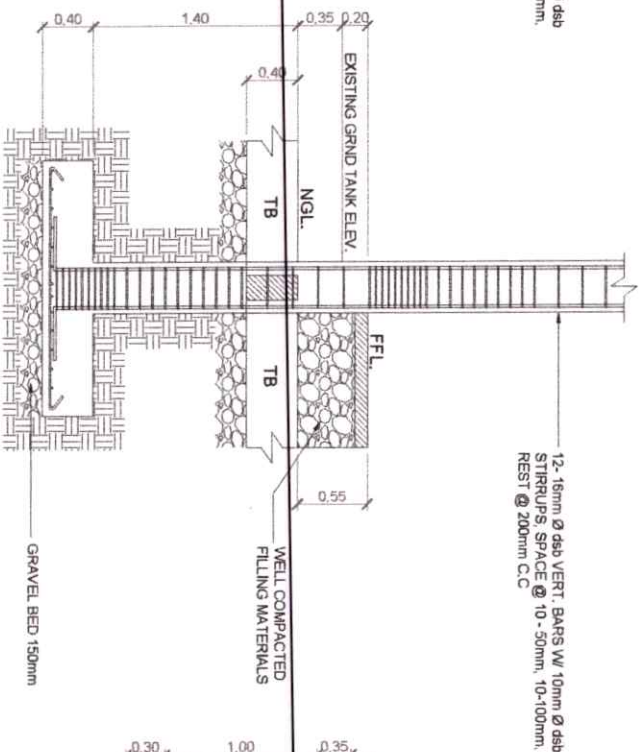 dsb
mm.
12- 16mm Ø dsb VERT. BARS W/ 10mm Ø dsb
STIRRUPS, SPACE @ 10 - 50mm, 10-100mm,
REST @ 200mm C.C
0,20
0,35
1,40
0,40
0,40
EXISTING GRND TANK ELEV.
NGL.
FFL.
TB
TB
0,55
WELL COMPACTED
FILLING MATERIALS
GRAVEL BED 150mm
0,35
1,00
0,30